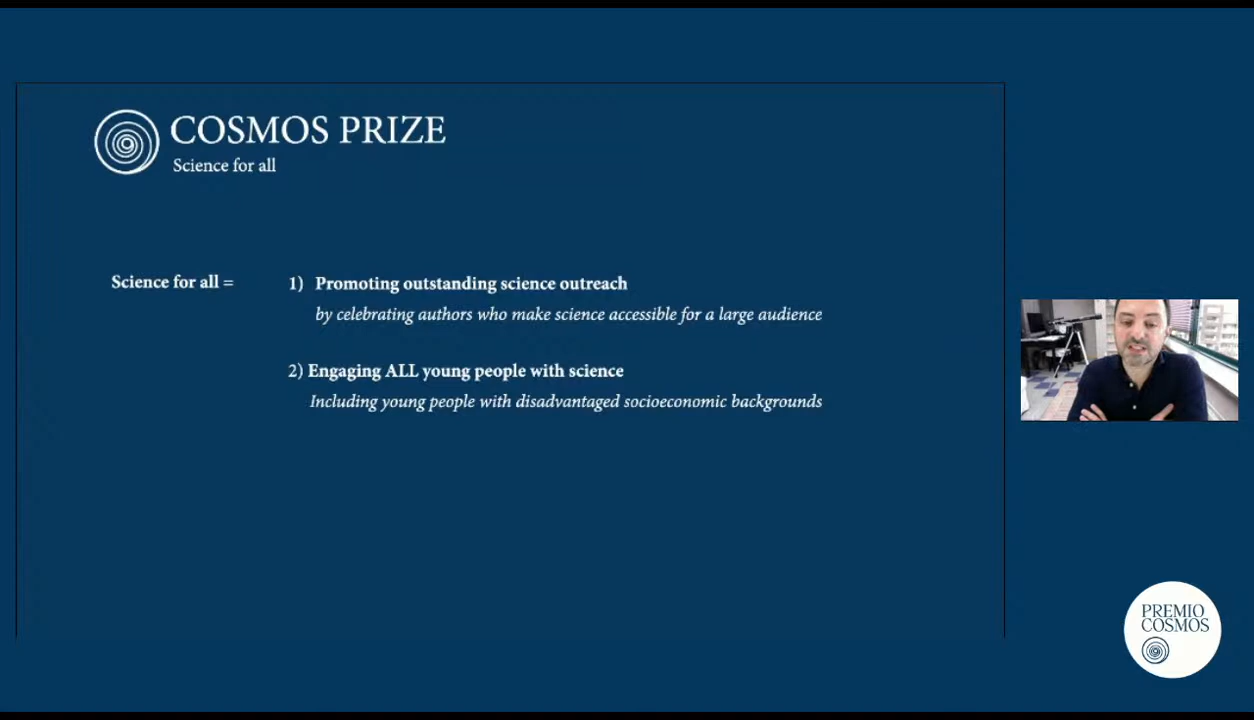 COSMOS PRIZE
Science for all
Science for all =
1) Promoting outstanding science outreach
by celebrating authors who make science accessible for a large audience
2) Engaging ALL young people with science
Including young people with disadvantaged socioeconomic backgrounds
PREMIO
COSMOS